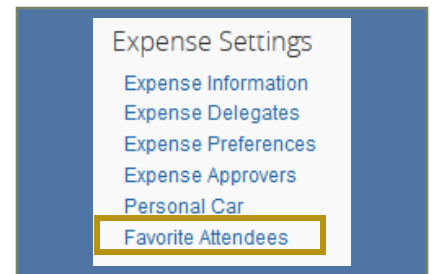 Expense Settings
Expense Information
Expense Delegates
Expense Preferences
Expense Approvers
Personal Car
Favorite Attendees